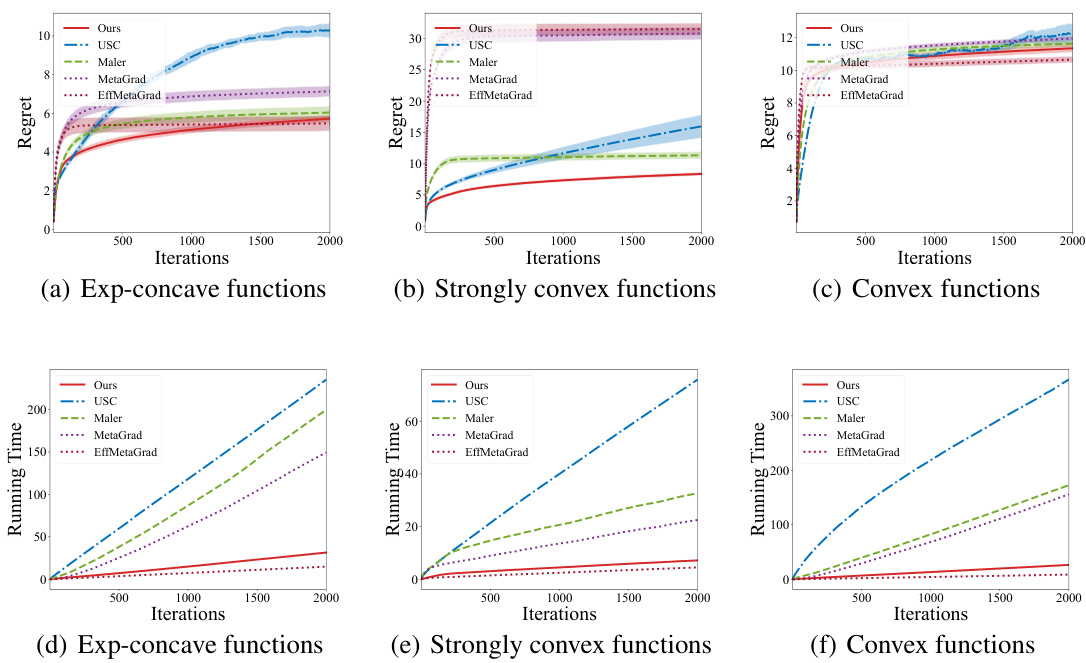 Regret
10
8
6
4
2
0
Ours
USC
Maler
MetaGrad
EffMetaGrad
500 1000 1500 2000
Iterations
(a) Exp-concave functions
Regret
30
25
20
15
10
5
0
Ours
USC
Maler
MetaGrad
EffMetaGrad
500 1000 1500 2000
Iterations
(b) Strongly convex functions
Regret
12
10
8
6
4
2
Ours
USC
Maler
MetaGrad
EffMetaGrad
500 1000 1500 2000
Iterations
(c) Convex functions
Running Time
200
150
100
50
0
Ours
USC
Maler
MetaGrad
EffMetaGrad
500 1000 1500 2000
Iterations
(d) Exp-concave functions
Running Time
60
40
20
0
Ours
USC
Maler
MetaGrad
EffMetaGrad
500 1000 1500 2000
Iterations
(e) Strongly convex functions
Running Time
300
200
100
0
Ours
USC
Maler
MetaGrad
EffMetaGrad
500 1000 1500 2000
Iterations
(f) Convex functions